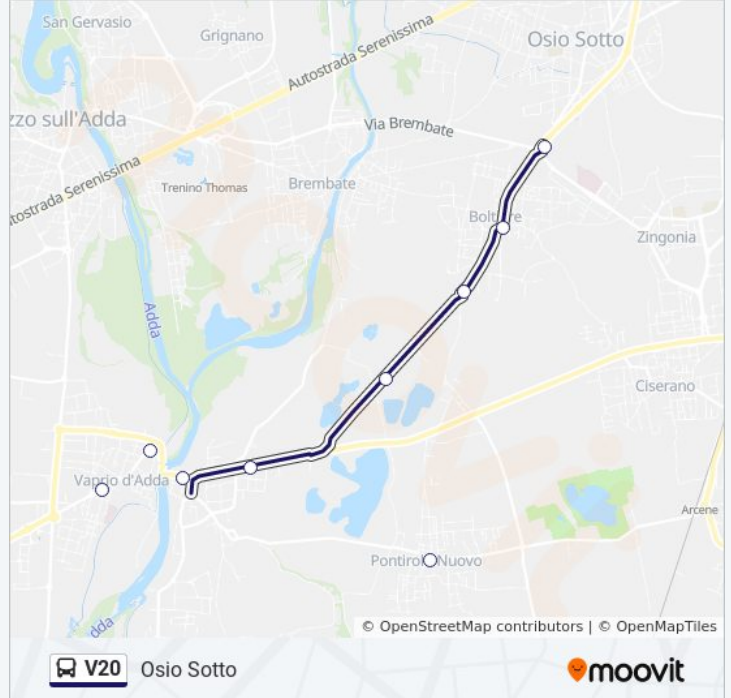 San Gervasio
Grignano
Osio Sotto
Autostrada Serenissima
zzo sull'Adda
Via Brembate
Autostrada Serenissima
Trenino Thomas
Brembate
Boltiere
Zingonia
Adda
Ciserano
Vaprio d'Adda
Arcene
Pontirolo Nuovo
Adda
© OpenStreetMap contributors | © OpenMapTiles
V20 Osio Sotto
moovit